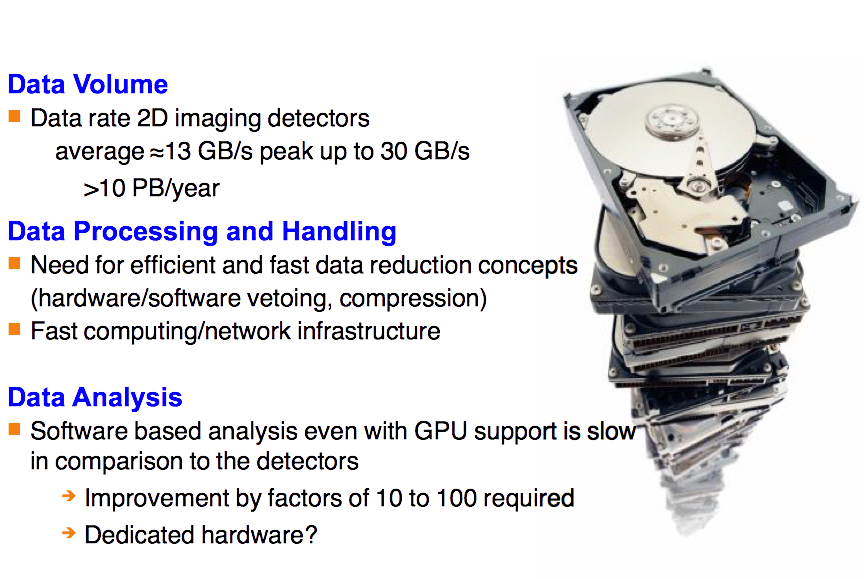 Data Volume
Data rate 2D imaging detectors
average ≈13 GB/s peak up to 30 GB/s
>10 PB/year
Data Processing and Handling
Need for efficient and fast data reduction concepts
(hardware/software vetoing, compression)
Fast computing/network infrastructure
Data Analysis
Software based analysis even with GPU support is slow
in comparison to the detectors
Improvement by factors of 10 to 100 required
Dedicated hardware?